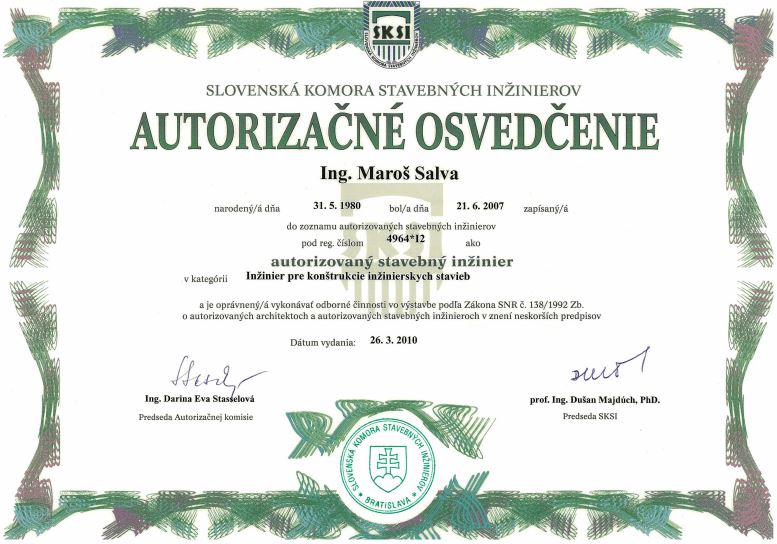 SKSI
SLOVENSKÁ KOMORA STAVEBNÝCH INŽINIEROV
AUTORIZAČNÉ OSVEDČENIE
Ing. Maroš Salva
narodený/á dňa 31. 5. 1980 bol/a dňa 21. 6. 2007 zapísaný/á
do zoznamu autorizovaných stavebných inžinierov
pod reg. číslom 4964*I2 ako
autorizovaný stavebný inžinier
v kategórii Inžinier pre konštrukcie inžinierskych stavieb
a je oprávnený/á vykonávať odborné činnosti vo výstavbe podľa Zákona SNR č. 138/1992 Zb.
o autorizovaných architektoch a autorizovaných stavebných inžinieroch v znení neskorších predpisov
Dátum vydania: 26. 3. 2010
Ing. Darina Eva Stasselová
Predseda Autorizačnej komisie
prof. Ing. Dušan Majdúch, PhD.
Predseda SKSI
SLOVENSKÁ KOMORA STAVEBNÝCH INŽINIEROV
* BRATISLAVA *